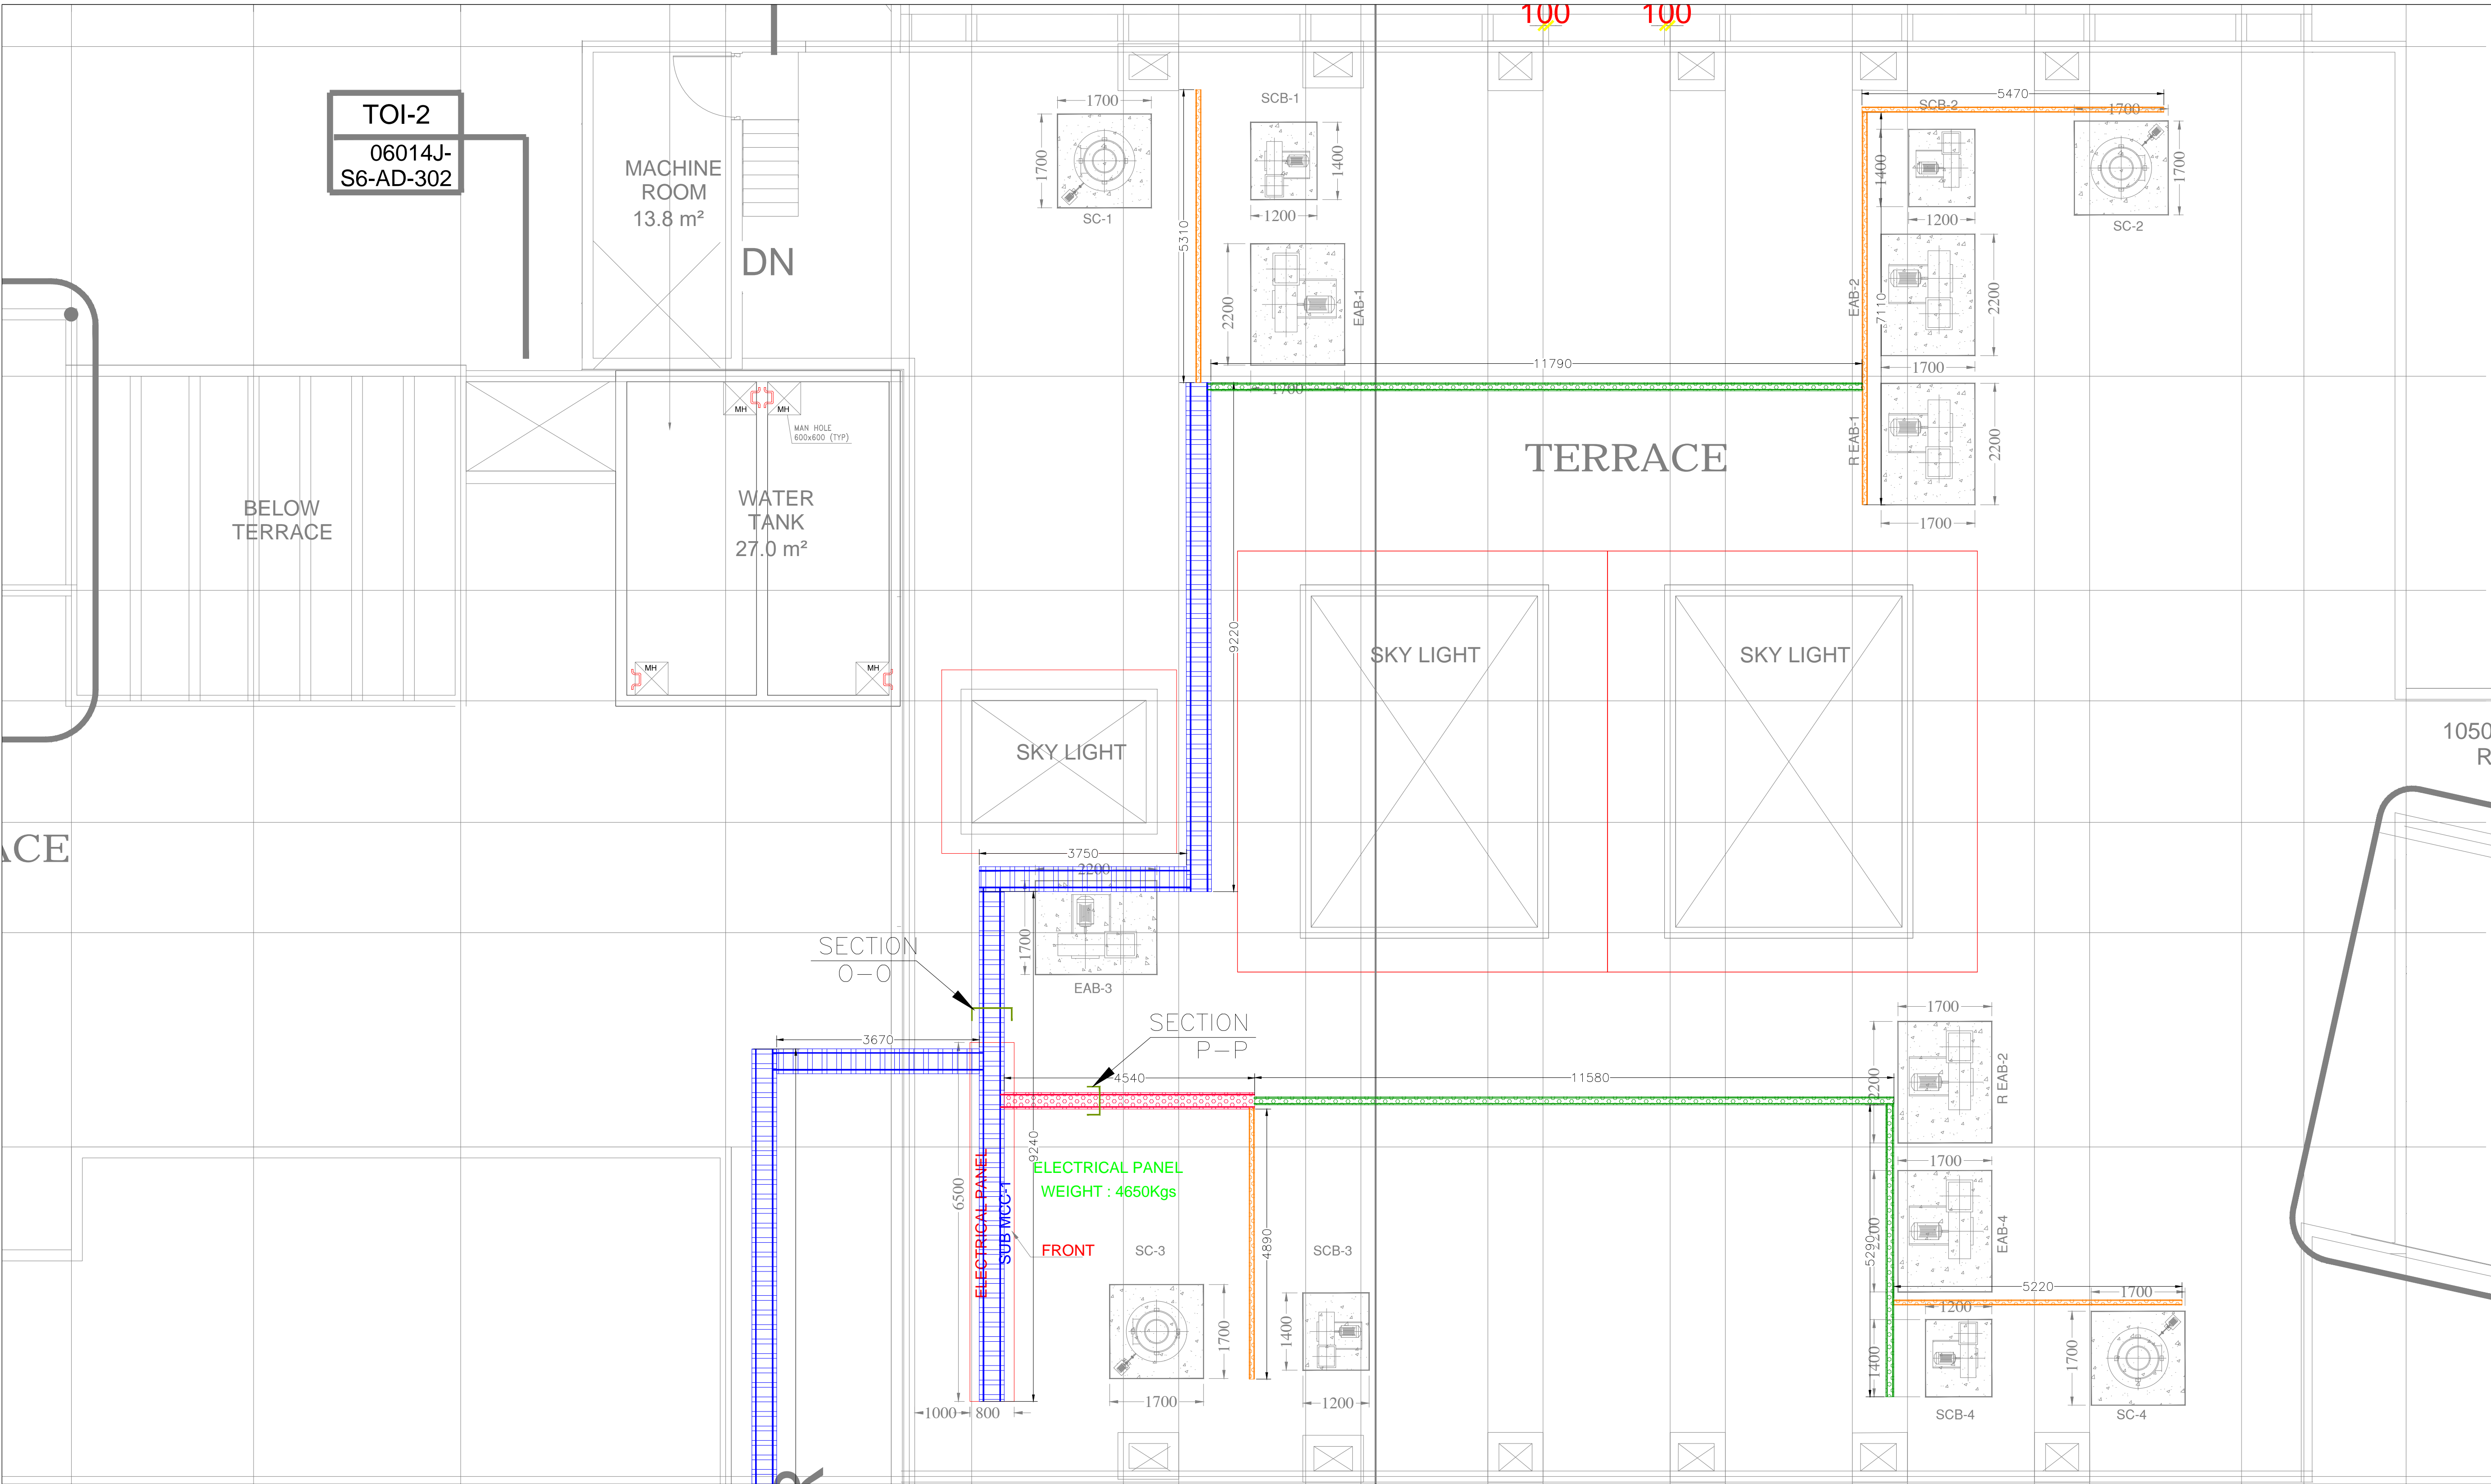 100
100
TOI-2
06014J-
S6-AD-302
MACHINE
ROOM
13.8 m²
DN
1700
1700
SC-1
5310
SCB-1
1400
1200
2200
EAB-1
1700
5470
SCB-2
1700
1400
1200
1700
SC-2
EAB-2
7110
2200
1700
11790
R EAB-1
2200
1700
TERRACE
MH
MH
MAN HOLE
600x600 (TYP)
WATER
TANK
27.0 m²
MH
MH
BELOW
TERRACE
9220
SKY LIGHT
SKY LIGHT
SKY LIGHT
1050
R
ACE
3750
2200
1700
EAB-3
SECTION
O-O
SECTION
P-P
3670
4540
11580
9240
6500
ELECTRICAL PANEL
SUB MCC-1
ELECTRICAL PANEL
WEIGHT : 4650Kgs
FRONT
1000
800
SC-3
1700
1700
4890
SCB-3
1400
1200
1700
2200
R EAB-2
1700
2200
EAB-4
5290
5220
1200
1700
1400
1700
SCB-4
SC-4